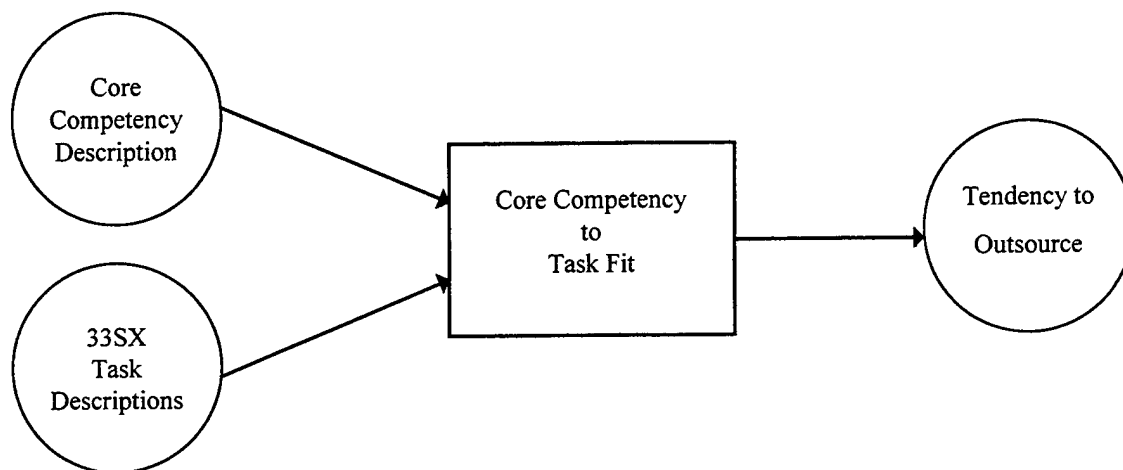 Core
Competency
Description
33SX
Task
Descriptions
Core Competency
to
Task Fit
Tendency to
Outsource